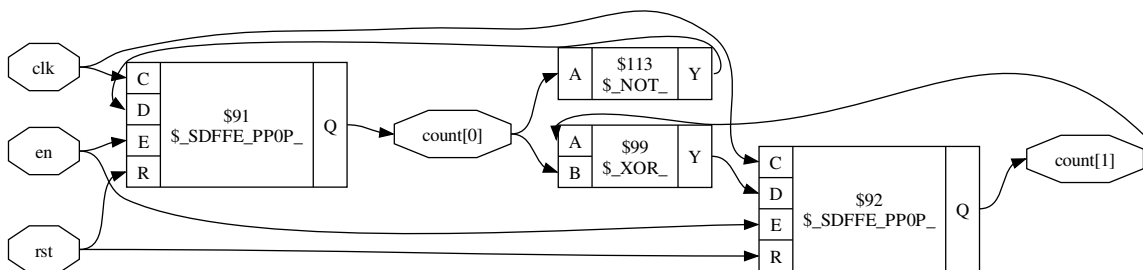 clk
en
rst
C
D
E
R
$91
$_SDFFE_PP0P_
Q
count[0]
A
$113
$_NOT_
Y
A
B
$99
$_XOR_
Y
C
D
E
R
$92
$_SDFFE_PP0P_
Q
count[1]